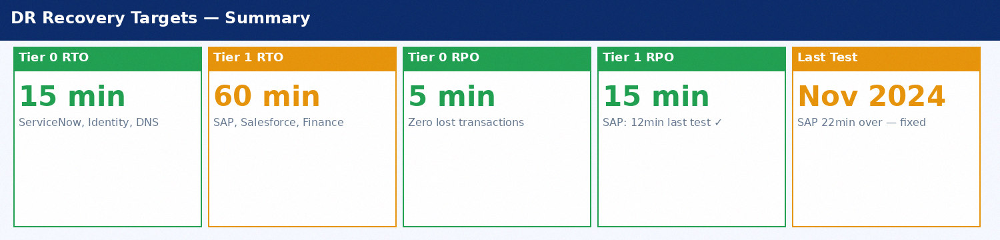 DR Recovery Targets — Summary
Tier 0 RTO
15 min
ServiceNow, Identity, DNS
Tier 1 RTO
60 min
SAP, Salesforce, Finance
Tier 0 RPO
5 min
Zero lost transactions
Tier 1 RPO
15 min
SAP: 12min last test ✓
Last Test
Nov 2024
SAP 22min over — fixed